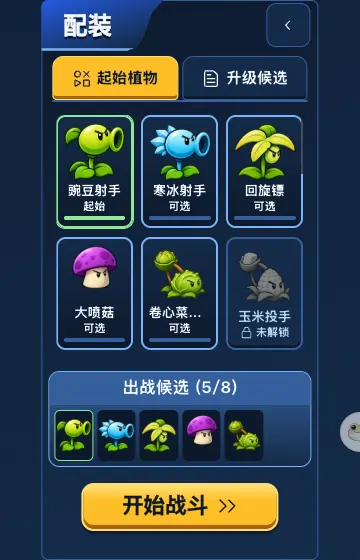 配装
起始植物
升级候选
豌豆射手
起始
寒冰射手
可选
回旋镖
可选
大喷菇
可选
卷心菜...
可选
玉米投手
未解锁
出战候选 (5/8)
开始战斗 >>